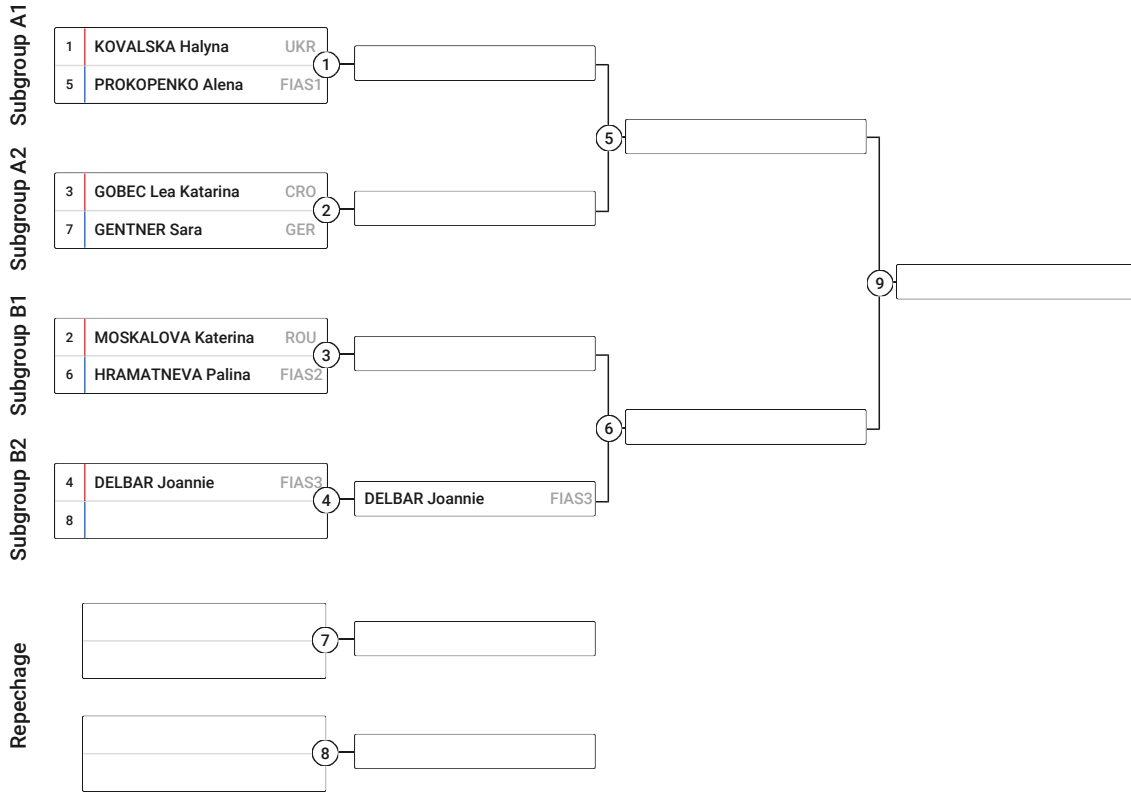 Subgroup A1
1 KOVALSKA Halyna UKR
1
5 PROKOPENKO Alena FIAS1
5
Subgroup A2
3 GOBEC Lea Katarina CRO
2
7 GENTNER Sara GER
9
Subgroup B1
2 MOSKALOVA Katerina ROU
3
6 HRAMATNEVA Palina FIAS2
6
Subgroup B2
4 DELBAR Joannie FIAS3
4 DELBAR Joannie FIAS3
8
Repechage
7
8